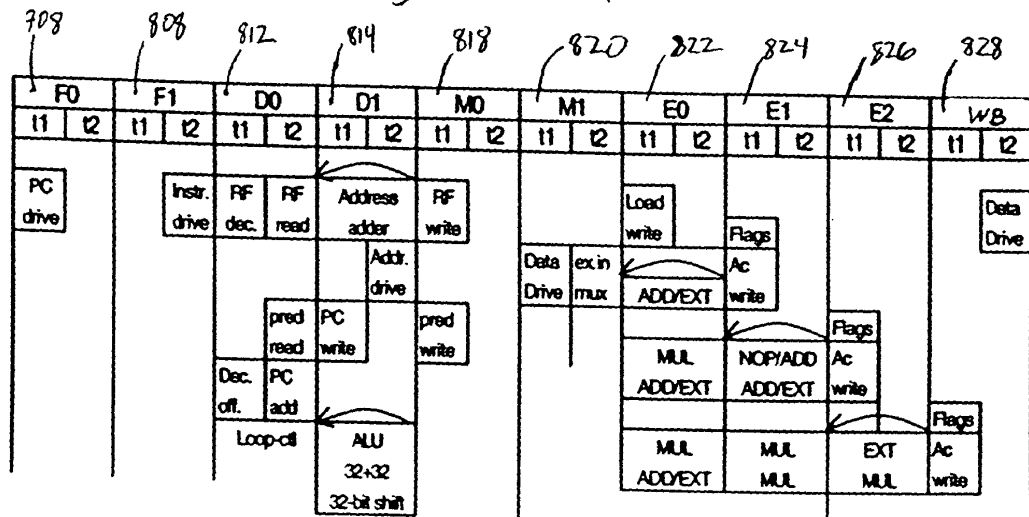 708 808 812 814 818 820 822 824 826 828
F0 F1 D0 D1 M0 M1 E0 E1 E2 WB
t1 t2 t1 t2 t1 t2 t1 t2 t1 t2 t1 t2 t1 t2 t1 t2 t1 t2 t1 t2
PC Instr. RF RF Address RF Load Data
drive drive dec. read adder write write Flags Drive
Addr. Data ex.in Ac
drive Drive mux ADD/EXT write
pred PC pred Flags
read write write MUL NOP/ADD Ac
Dec. PC ADD/EXT ADD/EXT write
off. add Flags
Loop-ctl ALU MUL MUL EXT Ac
32+32 ADD/EXT MUL MUL write
32-bit shift